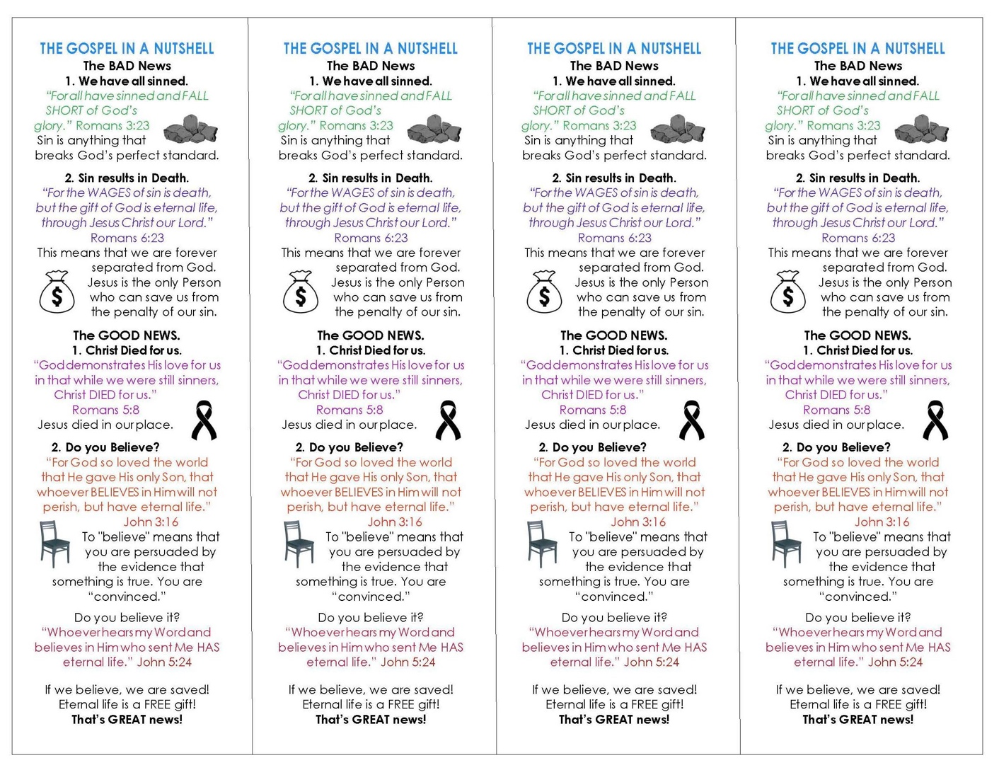 THE GOSPEL IN A NUTSHELL
The BAD News
1. We have all sinned.
“For all have sinned and FALL
SHORT of God’s
glory.” Romans 3:23
Sin is anything that
breaks God’s perfect standard.
2. Sin results in Death.
“For the WAGES of sin is death,
but the gift of God is eternal life,
through Jesus Christ our Lord.”
Romans 6:23
This means that we are forever
separated from God.
Jesus is the only Person
who can save us from
the penalty of our sin.
$
The GOOD NEWS.
1. Christ Died for us.
“God demonstrates His love for us
in that while we were still sinners,
Christ DIED for us.”
Romans 5:8
Jesus died in our place.
2. Do you Believe?
“For God so loved the world
that He gave His only Son, that
whoever BELIEVES in Him will not
perish, but have eternal life.”
John 3:16
To "believe" means that
you are persuaded by
the evidence that
something is true. You are
“convinced.”
Do you believe it?
“Whoever hears my Word and
believes in Him who sent Me HAS
eternal life.” John 5:24
If we believe, we are saved!
Eternal life is a FREE gift!
That’s GREAT news!
THE GOSPEL IN A NUTSHELL
The BAD News
1. We have all sinned.
“For all have sinned and FALL
SHORT of God’s
glory.” Romans 3:23
Sin is anything that
breaks God’s perfect standard.
2. Sin results in Death.
“For the WAGES of sin is death,
but the gift of God is eternal life,
through Jesus Christ our Lord.”
Romans 6:23
This means that we are forever
separated from God.
Jesus is the only Person
who can save us from
the penalty of our sin.
$
The GOOD NEWS.
1. Christ Died for us.
“God demonstrates His love for us
in that while we were still sinners,
Christ DIED for us.”
Romans 5:8
Jesus died in our place.
2. Do you Believe?
“For God so loved the world
that He gave His only Son, that
whoever BELIEVES in Him will not
perish, but have eternal life.”
John 3:16
To "believe" means that
you are persuaded by
the evidence that
something is true. You are
“convinced.”
Do you believe it?
“Whoever hears my Word and
believes in Him who sent Me HAS
eternal life.” John 5:24
If we believe, we are saved!
Eternal life is a FREE gift!
That’s GREAT news!
THE GOSPEL IN A NUTSHELL
The BAD News
1. We have all sinned.
“For all have sinned and FALL
SHORT of God’s
glory.” Romans 3:23
Sin is anything that
breaks God’s perfect standard.
2. Sin results in Death.
“For the WAGES of sin is death,
but the gift of God is eternal life,
through Jesus Christ our Lord.”
Romans 6:23
This means that we are forever
separated from God.
Jesus is the only Person
who can save us from
the penalty of our sin.
$
The GOOD NEWS.
1. Christ Died for us.
“God demonstrates His love for us
in that while we were still sinners,
Christ DIED for us.”
Romans 5:8
Jesus died in our place.
2. Do you Believe?
“For God so loved the world
that He gave His only Son, that
whoever BELIEVES in Him will not
perish, but have eternal life.”
John 3:16
To "believe" means that
you are persuaded by
the evidence that
something is true. You are
“convinced.”
Do you believe it?
“Whoever hears my Word and
believes in Him who sent Me HAS
eternal life.” John 5:24
If we believe, we are saved!
Eternal life is a FREE gift!
That’s GREAT news!
THE GOSPEL IN A NUTSHELL
The BAD News
1. We have all sinned.
“For all have sinned and FALL
SHORT of God’s
glory.” Romans 3:23
Sin is anything that
breaks God’s perfect standard.
2. Sin results in Death.
“For the WAGES of sin is death,
but the gift of God is eternal life,
through Jesus Christ our Lord.”
Romans 6:23
This means that we are forever
separated from God.
Jesus is the only Person
who can save us from
the penalty of our sin.
$
The GOOD NEWS.
1. Christ Died for us.
“God demonstrates His love for us
in that while we were still sinners,
Christ DIED for us.”
Romans 5:8
Jesus died in our place.
2. Do you Believe?
“For God so loved the world
that He gave His only Son, that
whoever BELIEVES in Him will not
perish, but have eternal life.”
John 3:16
To "believe" means that
you are persuaded by
the evidence that
something is true. You are
“convinced.”
Do you believe it?
“Whoever hears my Word and
believes in Him who sent Me HAS
eternal life.” John 5:24
If we believe, we are saved!
Eternal life is a FREE gift!
That’s GREAT news!